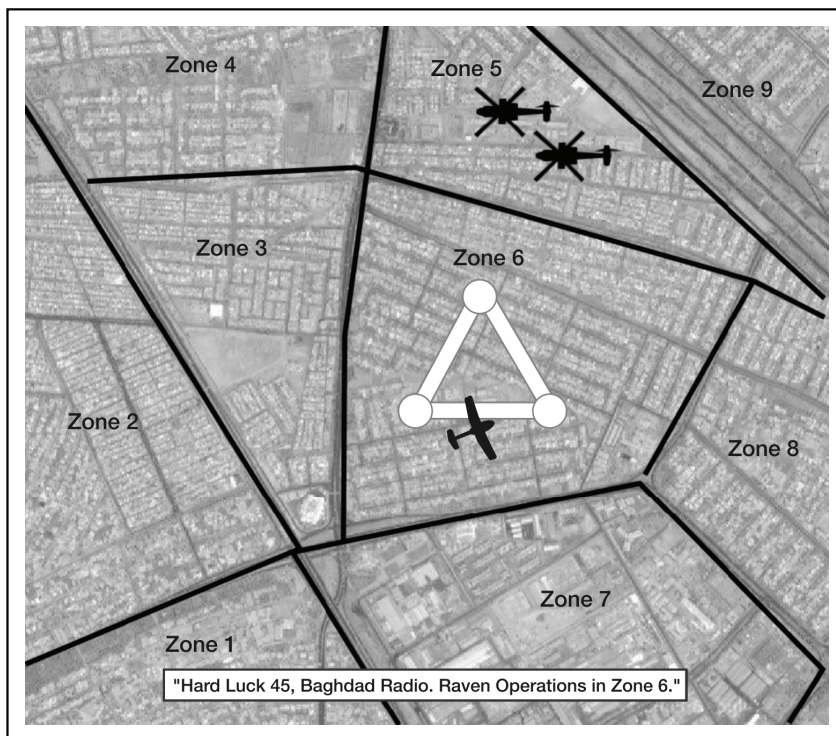 Zone 4
Zone 5
Zone 9
Zone 3
Zone 6
Zone 2
Zone 8
Zone 7
Zone 1
"Hard Luck 45, Baghdad Radio. Raven Operations in Zone 6."